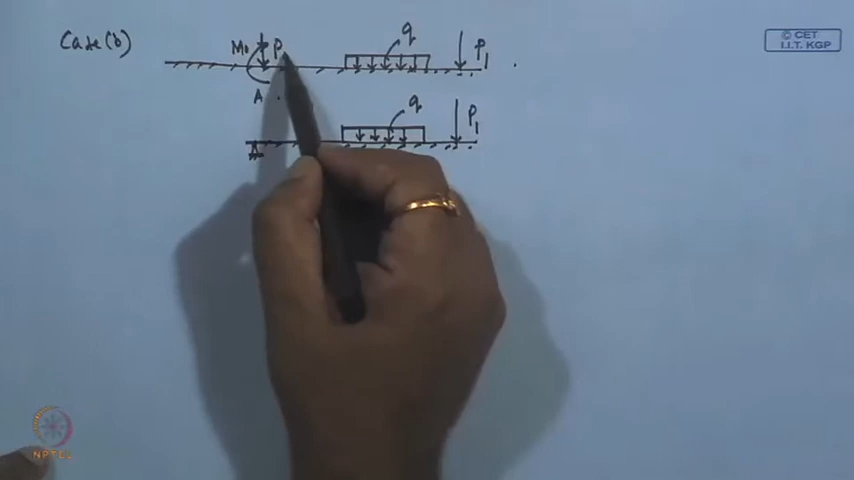 Case (b)
M₀ P q P₁
A
q P₁
© CET
I.I.T. KGP
NPTEL